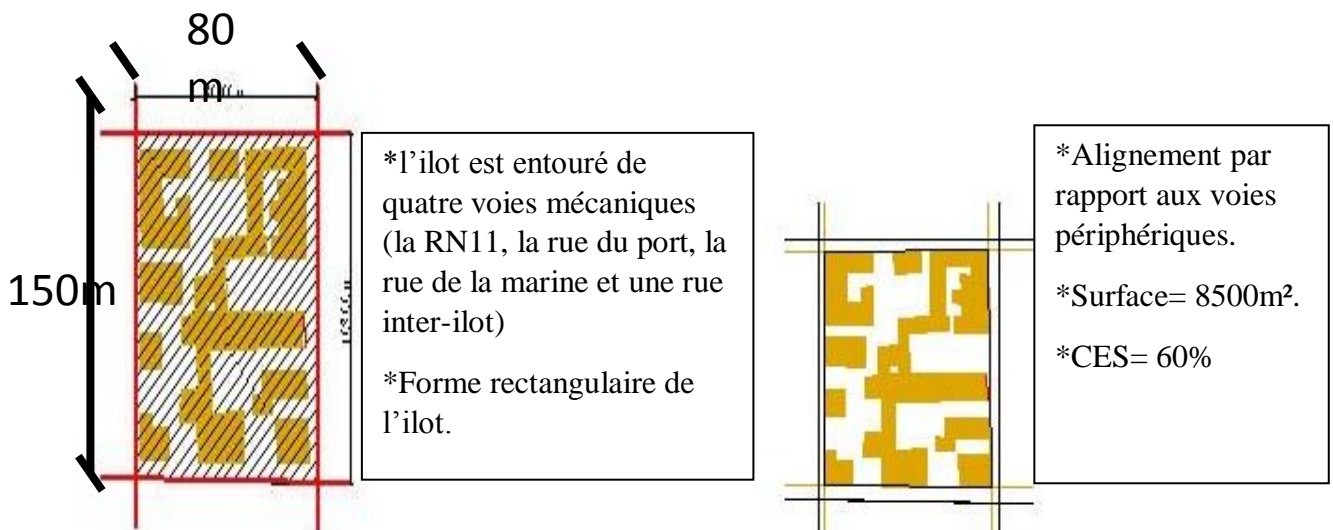 80
m
150m
*l’ilot est entouré de
quatre voies mécaniques
(la RN11, la rue du port, la
rue de la marine et une rue
inter-ilot)
*Forme rectangulaire de
l’ilot.
*Alignement par
rapport aux voies
périphériques.
*Surface= 8500m².
*CES= 60%